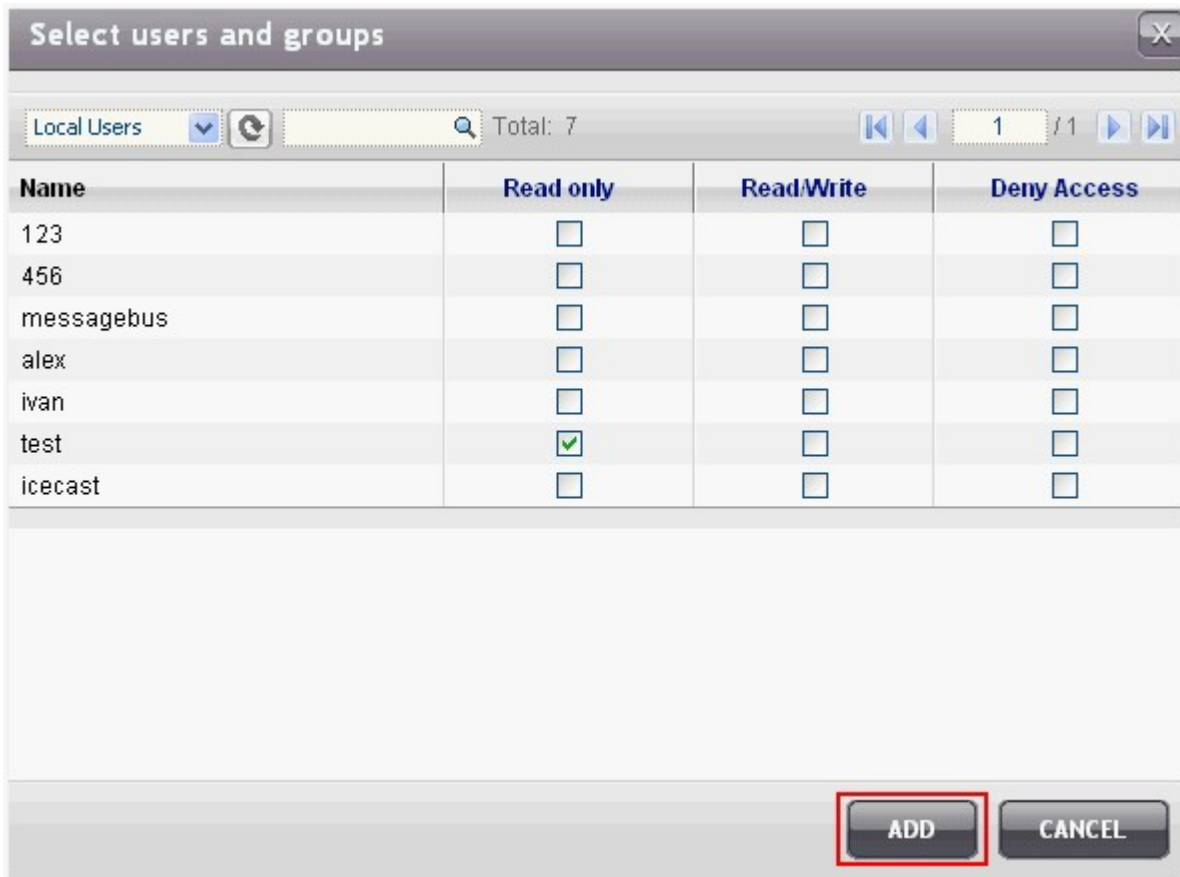 Select users and groups
X
Local Users Total: 7 1 / 1
Name Read only Read/Write Deny Access
123
456
messagebus
alex
ivan
test
icecast
ADD CANCEL